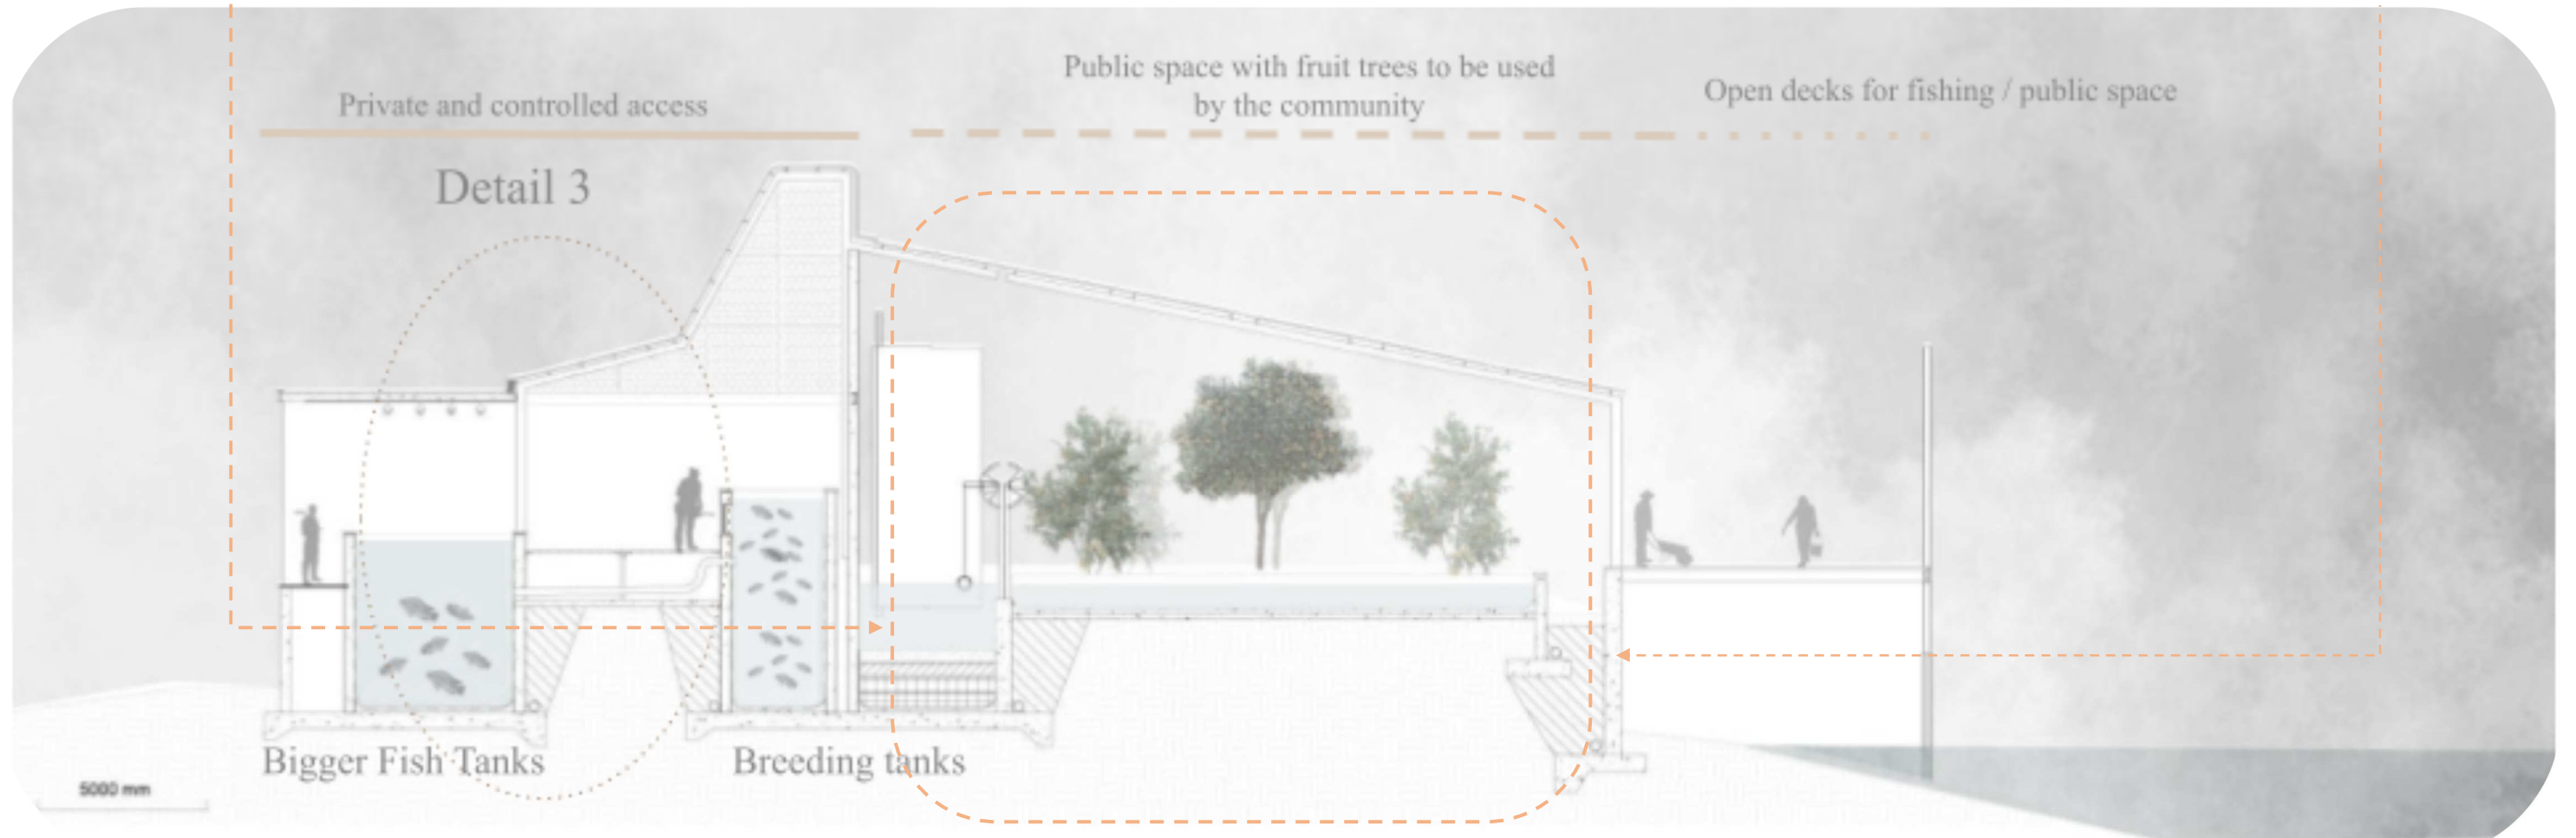 Public space with fruit trees to be used
by the community
Private and controlled access
Open decks for fishing / public space
Detail 3
Bigger Fish Tanks
Breeding tanks
5000 mm